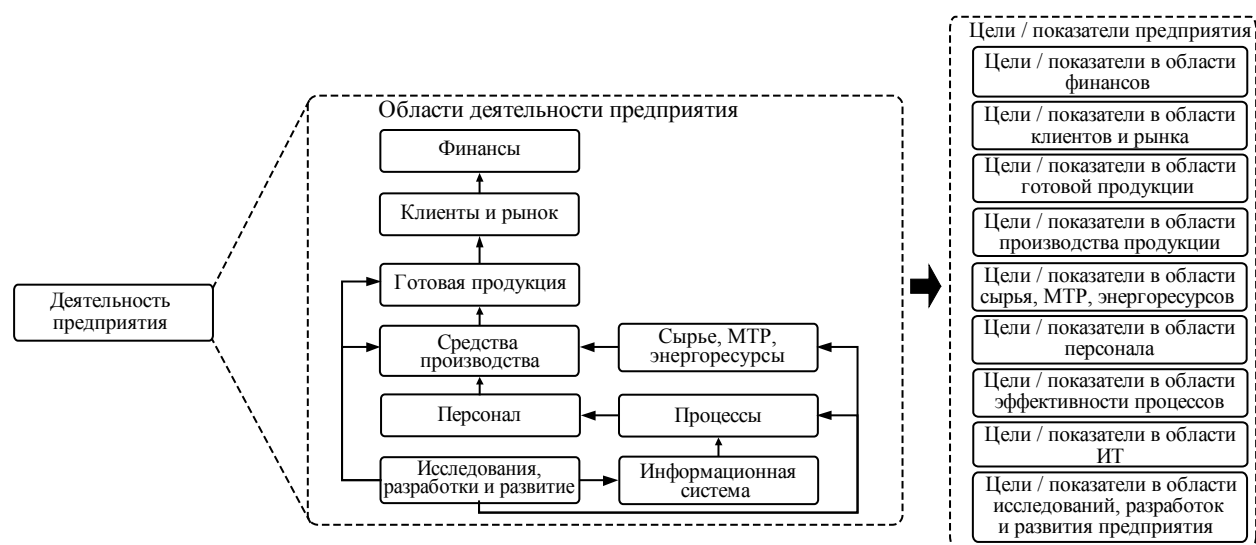 Деятельность
предприятия
Области деятельности предприятия
Финансы
Клиенты и рынок
Готовая продукция
Средства
производства
Сырье, МТР,
энергоресурсы
Персонал
Процессы
Исследования,
разработки и развитие
Информационная
система
Цели / показатели предприятия
Цели / показатели в области
финансов
Цели / показатели в области
клиентов и рынка
Цели / показатели в области
готовой продукции
Цели / показатели в области
производства продукции
Цели / показатели в области
сырья, МТР, энергоресурсов
Цели / показатели в области
персонала
Цели / показатели в области
эффективности процессов
Цели / показатели в области
ИТ
Цели / показатели в области
исследований, разработок
и развития предприятия